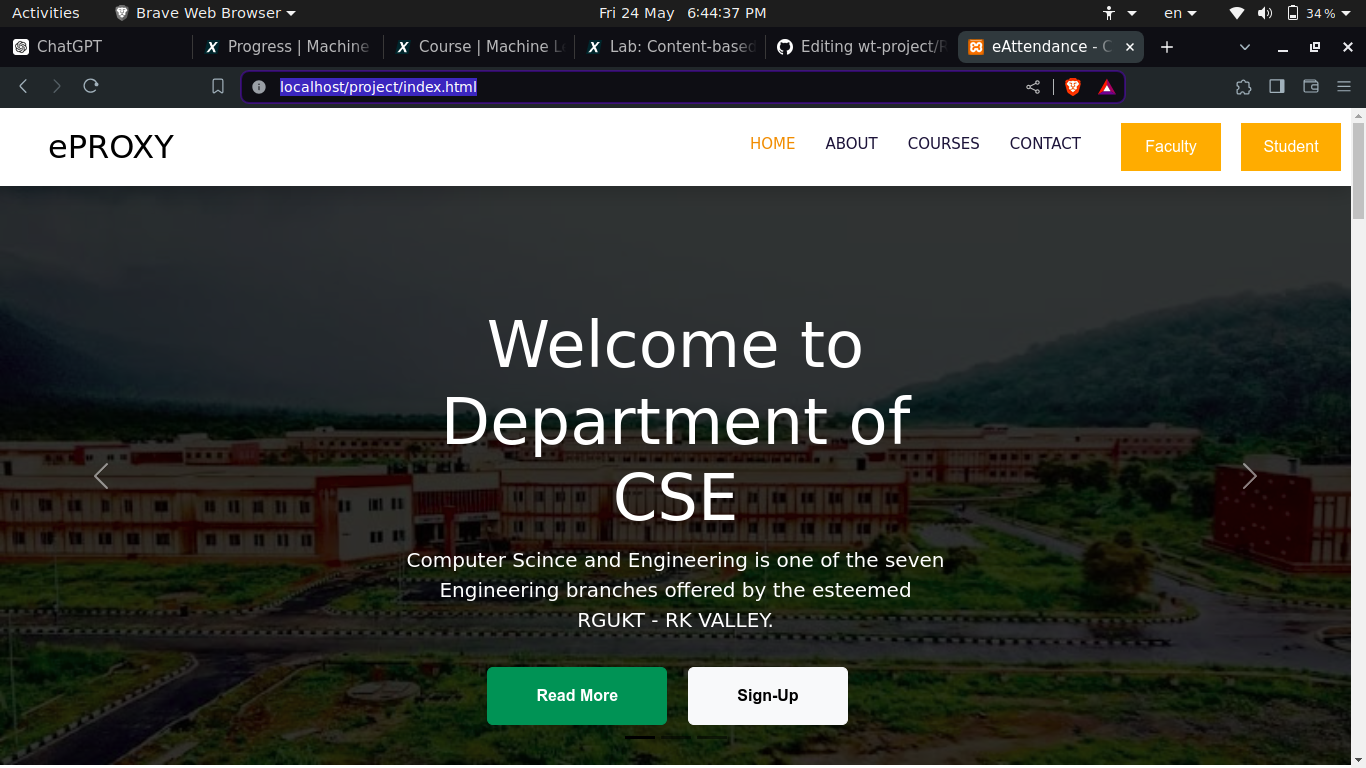 Activities Brave Web Browser Fri 24 May 6:44:37 PM en 34 %
ChatGPT Progress | Machine Course | Machine Le Lab: Content-based Editing wt-project/R eAttendance - C
localhost/project/index.html
ePROXY HOME ABOUT COURSES CONTACT Faculty Student
Welcome to
Department of
CSE
Computer Scince and Engineering is one of the seven
Engineering branches offered by the esteemed
RGUKT - RK VALLEY.
Read More Sign-Up